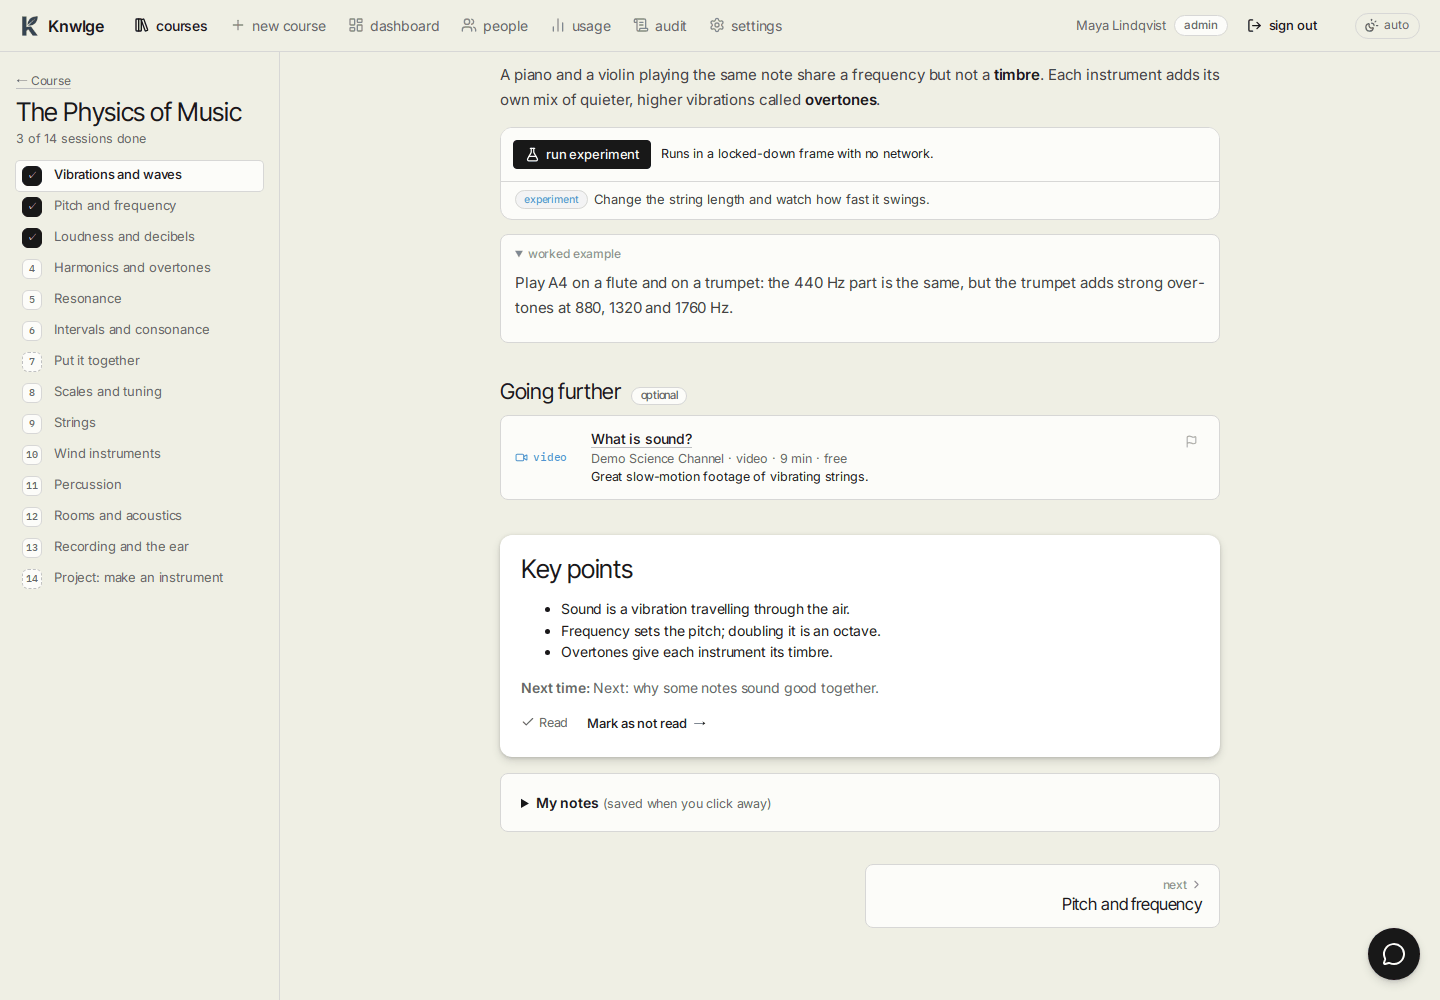 Knwlge
courses
new course
dashboard
people
usage
audit
settings
Maya Lindqvist
admin
sign out
auto
← Course
The Physics of Music
3 of 14 sessions done
✓ Vibrations and waves
✓ Pitch and frequency
✓ Loudness and decibels
4 Harmonics and overtones
5 Resonance
6 Intervals and consonance
7 Put it together
8 Scales and tuning
9 Strings
10 Wind instruments
11 Percussion
12 Rooms and acoustics
13 Recording and the ear
14 Project: make an instrument
A piano and a violin playing the same note share a frequency but not a timbre. Each instrument adds its
own mix of quieter, higher vibrations called overtones.
run experiment Runs in a locked-down frame with no network.
experiment Change the string length and watch how fast it swings.
▼ worked example
Play A4 on a flute and on a trumpet: the 440 Hz part is the same, but the trumpet adds strong over-
tones at 880, 1320 and 1760 Hz.
Going further optional
video
What is sound?
Demo Science Channel · video · 9 min · free
Great slow-motion footage of vibrating strings.
Key points
• Sound is a vibration travelling through the air.
• Frequency sets the pitch; doubling it is an octave.
• Overtones give each instrument its timbre.
Next time: Next: why some notes sound good together.
✓ Read Mark as not read →
▶ My notes (saved when you click away)
next >
Pitch and frequency